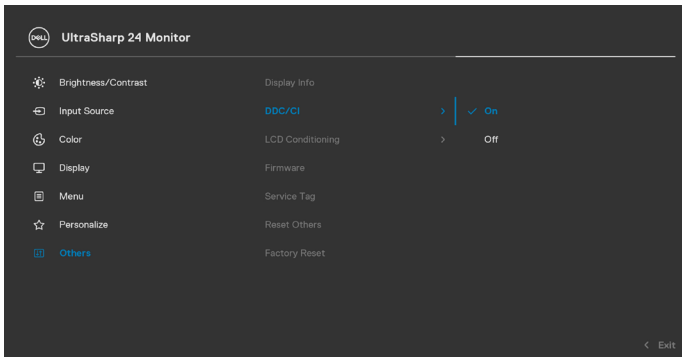 DELL
UltraSharp 24 Monitor
Brightness/Contrast
Display Info
Input Source
DDC/CI
On
Color
LCD Conditioning
Off
Display
Firmware
Menu
Service Tag
Personalize
Reset Others
Others
Factory Reset
Exit